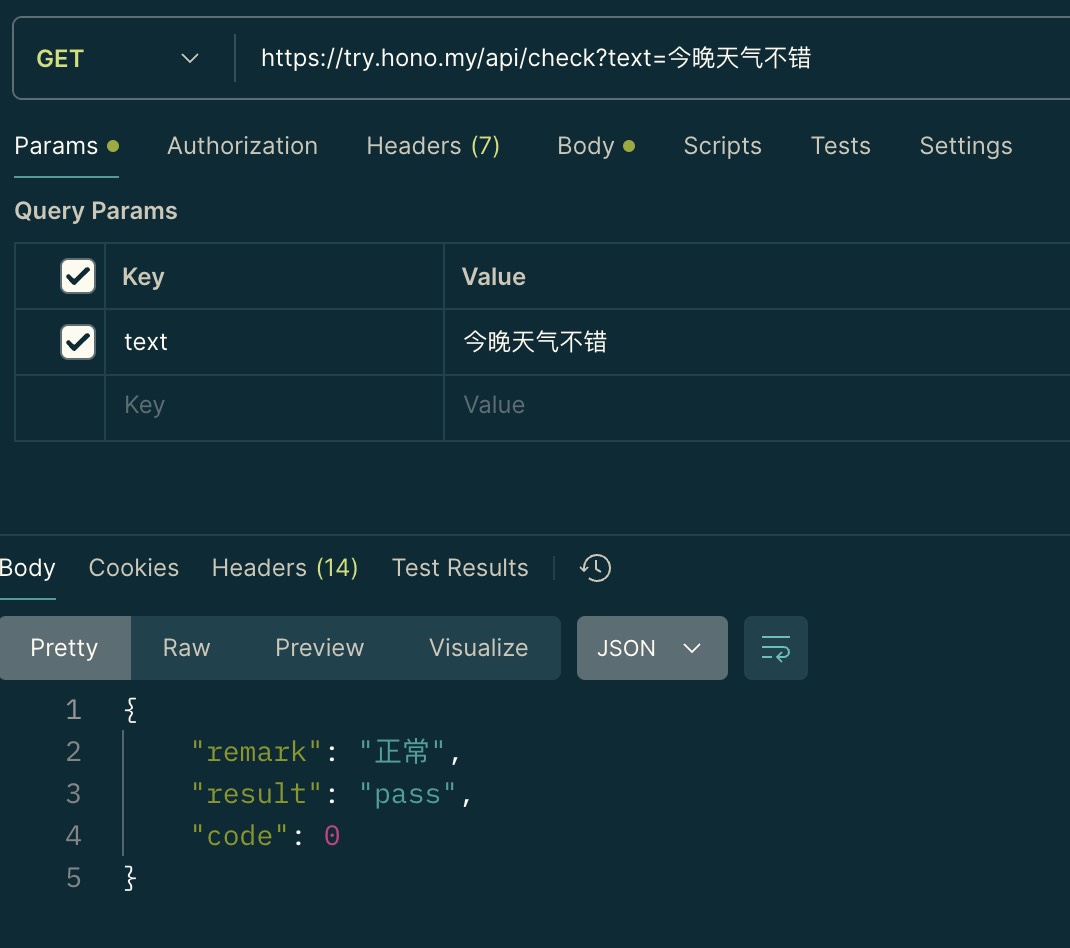 GET https://try.hono.my/api/check?text=今晚天气不错
Params Authorization Headers (7) Body Scripts Tests Settings
Query Params
Key Value
text 今晚天气不错
Key Value
Body Cookies Headers (14) Test Results
Pretty Raw Preview Visualize JSON
1 {
2 "remark": "正常",
3 "result": "pass",
4 "code": 0
5 }